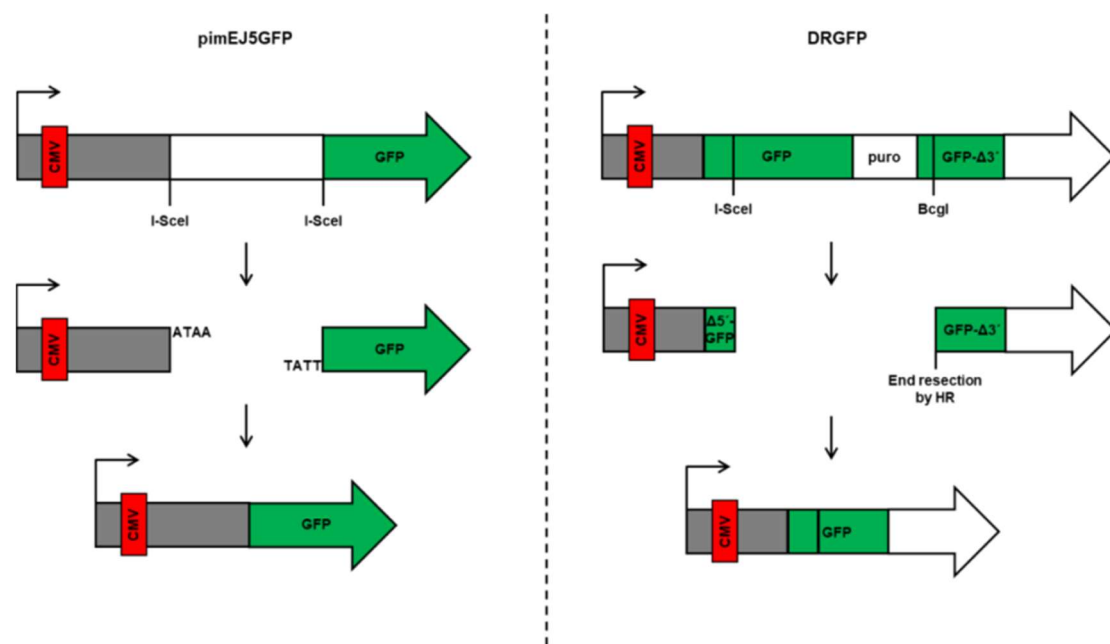 pimEJ5GFP
CMV
GFP
I-SceI
I-SceI
CMV
ATAA
TATT
GFP
CMV
GFP
DRGFP
CMV
GFP
puro
GFP-Δ3´
I-SceI
BcgI
CMV
Δ5´-
GFP
GFP-Δ3´
End resection
by HR
CMV
GFP